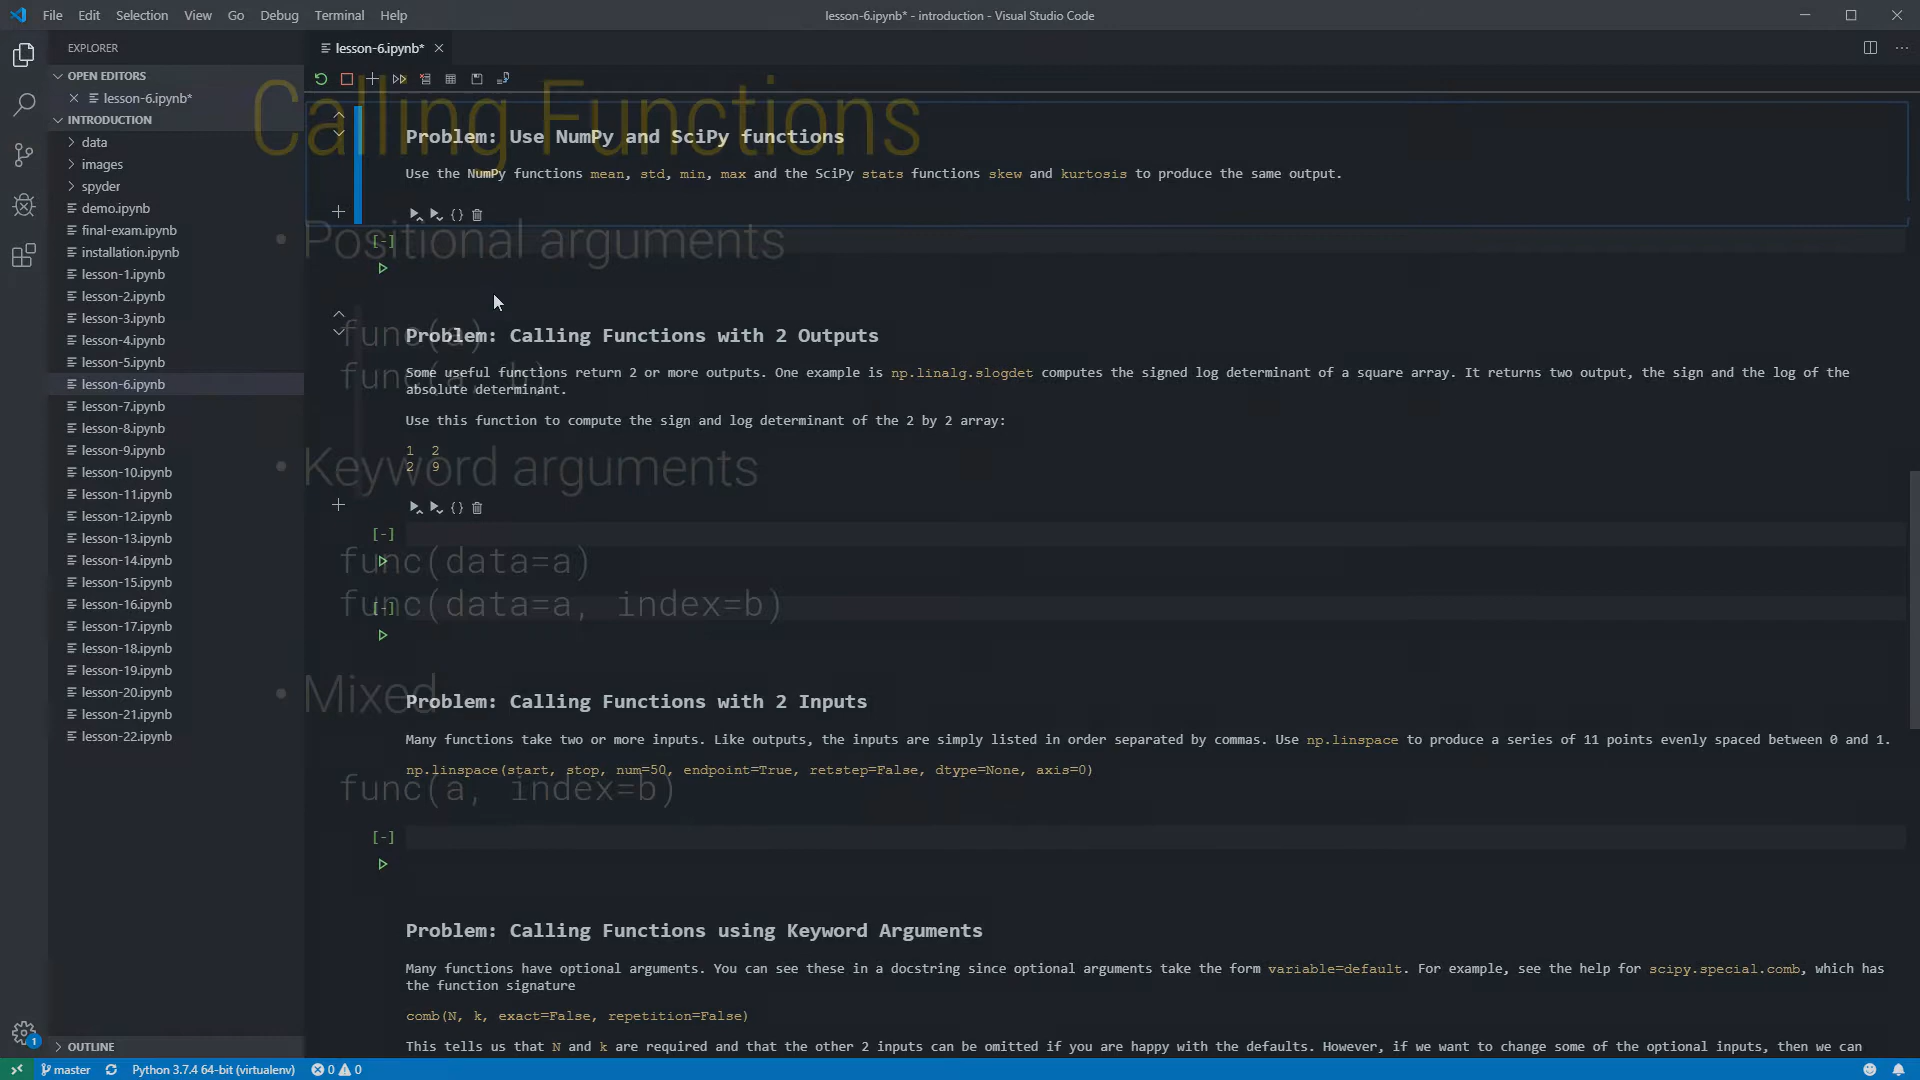 File Edit Selection View Go Debug Terminal Help
lesson-6.ipynb* - introduction - Visual Studio Code
EXPLORER
OPEN EDITORS
lesson-6.ipynb*
INTRODUCTION
data
images
spyder
demo.ipynb
final-exam.ipynb
installation.ipynb
lesson-1.ipynb
lesson-2.ipynb
lesson-3.ipynb
lesson-4.ipynb
lesson-5.ipynb
lesson-6.ipynb
lesson-7.ipynb
lesson-8.ipynb
lesson-9.ipynb
lesson-10.ipynb
lesson-11.ipynb
lesson-12.ipynb
lesson-13.ipynb
lesson-14.ipynb
lesson-15.ipynb
lesson-16.ipynb
lesson-17.ipynb
lesson-18.ipynb
lesson-19.ipynb
lesson-20.ipynb
lesson-21.ipynb
lesson-22.ipynb
OUTLINE
lesson-6.ipynb*
Calling Functions
Problem: Use NumPy and SciPy functions
Use the NumPy functions mean, std, min, max and the SciPy stats functions skew and kurtosis to produce the same output.
{}
• Positional arguments
[-]
func(a)
func(a, b)
Problem: Calling Functions with 2 Outputs
Some useful functions return 2 or more outputs. One example is np.linalg.slogdet computes the signed log determinant of a square array. It returns two output, the sign and the log of the
absolute determinant.
Use this function to compute the sign and log determinant of the 2 by 2 array:
1 2
2 9
• Keyword arguments
{}
[-]
func(data=a)
func(data=a, index=b)
[-]
• Mixed
Problem: Calling Functions with 2 Inputs
Many functions take two or more inputs. Like outputs, the inputs are simply listed in order separated by commas. Use np.linspace to produce a series of 11 points evenly spaced between 0 and 1.
np.linspace(start, stop, num=50, endpoint=True, retstep=False, dtype=None, axis=0)
func(a, index=b)
[-]
Problem: Calling Functions using Keyword Arguments
Many functions have optional arguments. You can see these in a docstring since optional arguments take the form variable=default. For example, see the help for scipy.special.comb, which has
the function signature
comb(N, k, exact=False, repetition=False)
This tells us that N and k are required and that the other 2 inputs can be omitted if you are happy with the defaults. However, if we want to change some of the optional inputs, then we can
1
master Python 3.7.4 64-bit (virtualenv) 0 0